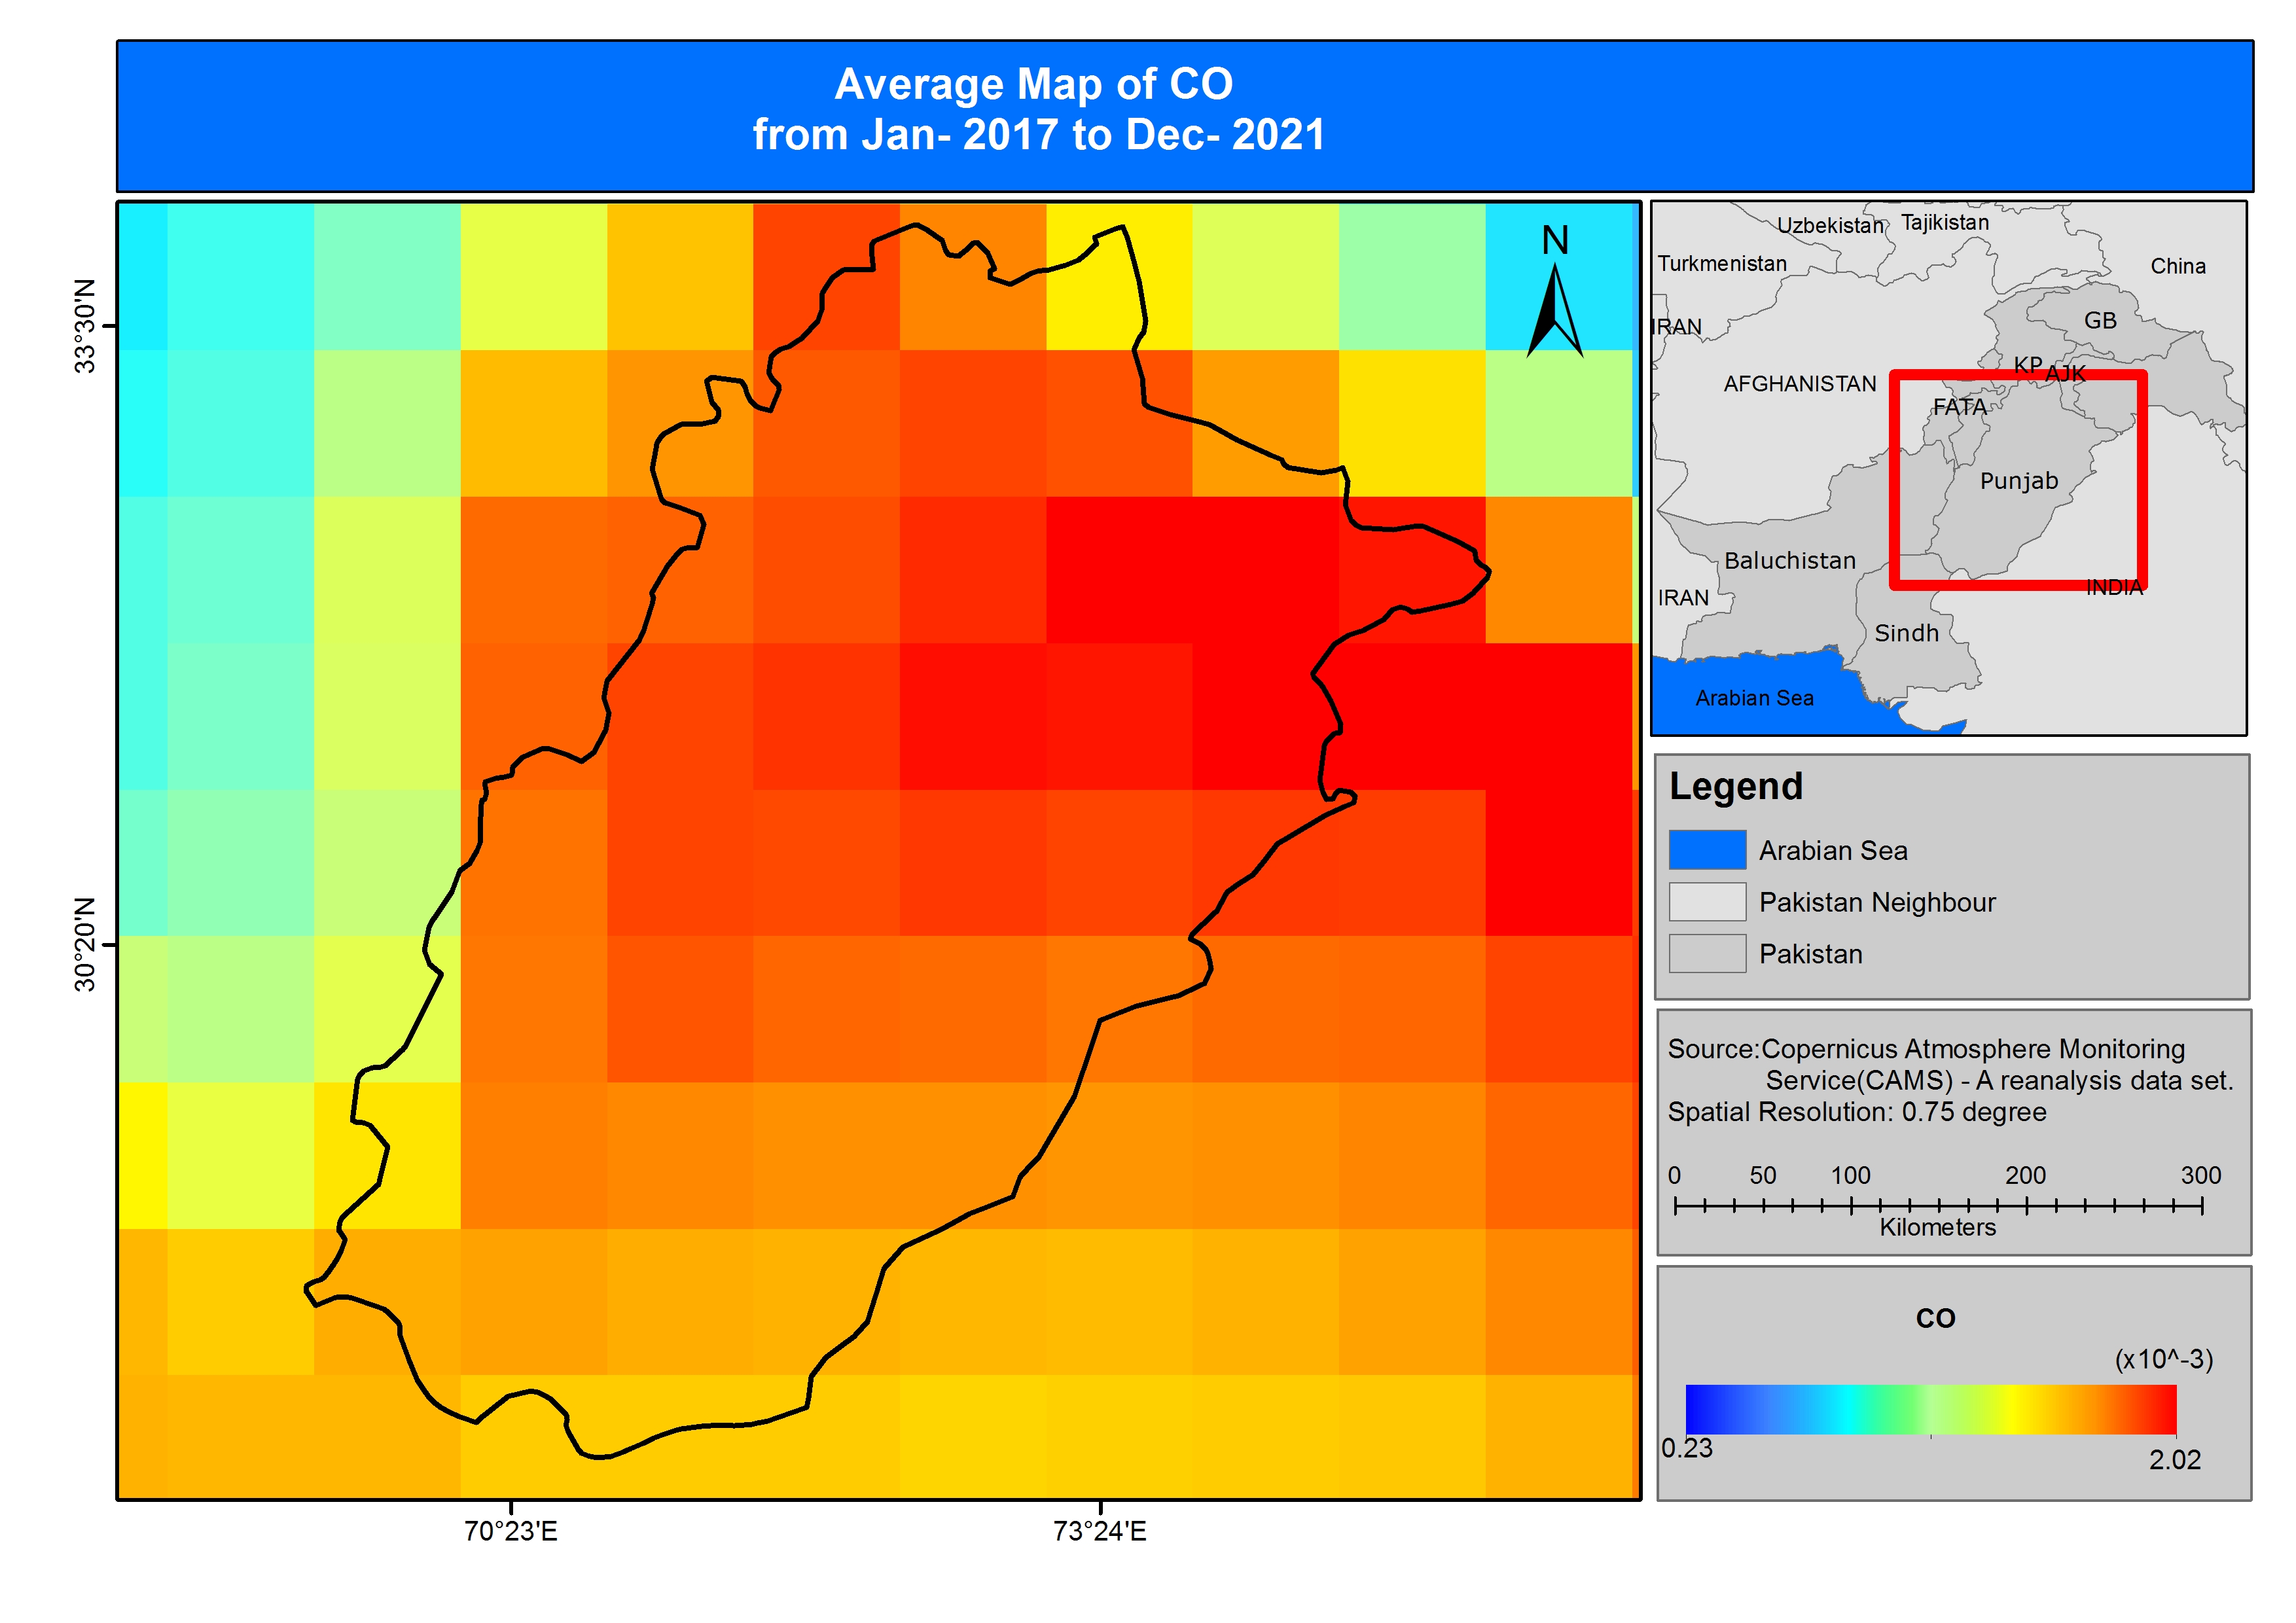 Average Map of CO
from Jan- 2017 to Dec- 2021
N
33°30'N
30°20'N
70°23'E
73°24'E
Uzbekistan
Tajikistan
Turkmenistan
China
IRAN
GB
KP
AJK
AFGHANISTAN
FATA
Punjab
Baluchistan
INDIA
IRAN
Sindh
Arabian Sea
Legend
Arabian Sea
Pakistan Neighbour
Pakistan
Source:Copernicus Atmosphere Monitoring
Service(CAMS) - A reanalysis data set.
Spatial Resolution: 0.75 degree
0 50 100 200 300
Kilometers
CO
(x10^-3)
0.23
2.02